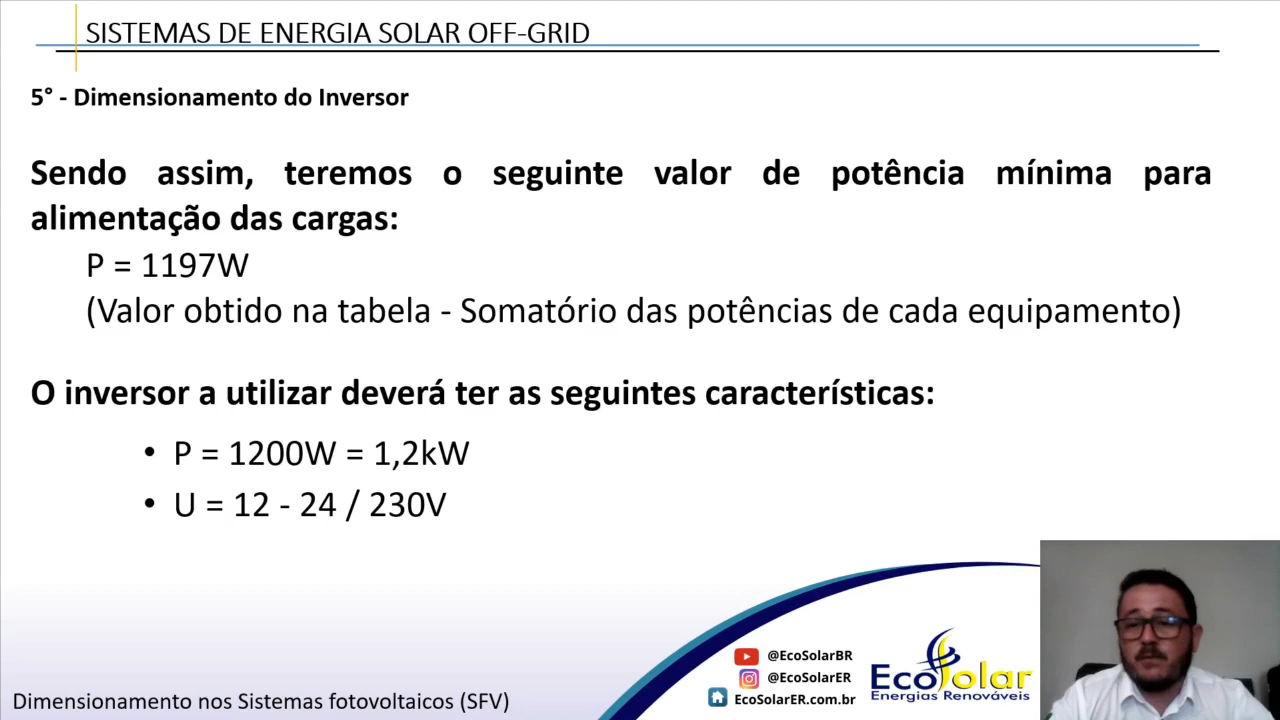 SISTEMAS DE ENERGIA SOLAR OFF-GRID
5° - Dimensionamento do Inversor
Sendo assim, teremos o seguinte valor de potência mínima para
alimentação das cargas:
P = 1197W
(Valor obtido na tabela - Somatório das potências de cada equipamento)
O inversor a utilizar deverá ter as seguintes características:
• P = 1200W = 1,2kW
• U = 12 - 24 / 230V
@EcoSolarBR
@EcoSolarER
EcoSolarER.com.br
EcoSolar
Energias Renováveis
Dimensionamento nos Sistemas fotovoltaicos (SFV)